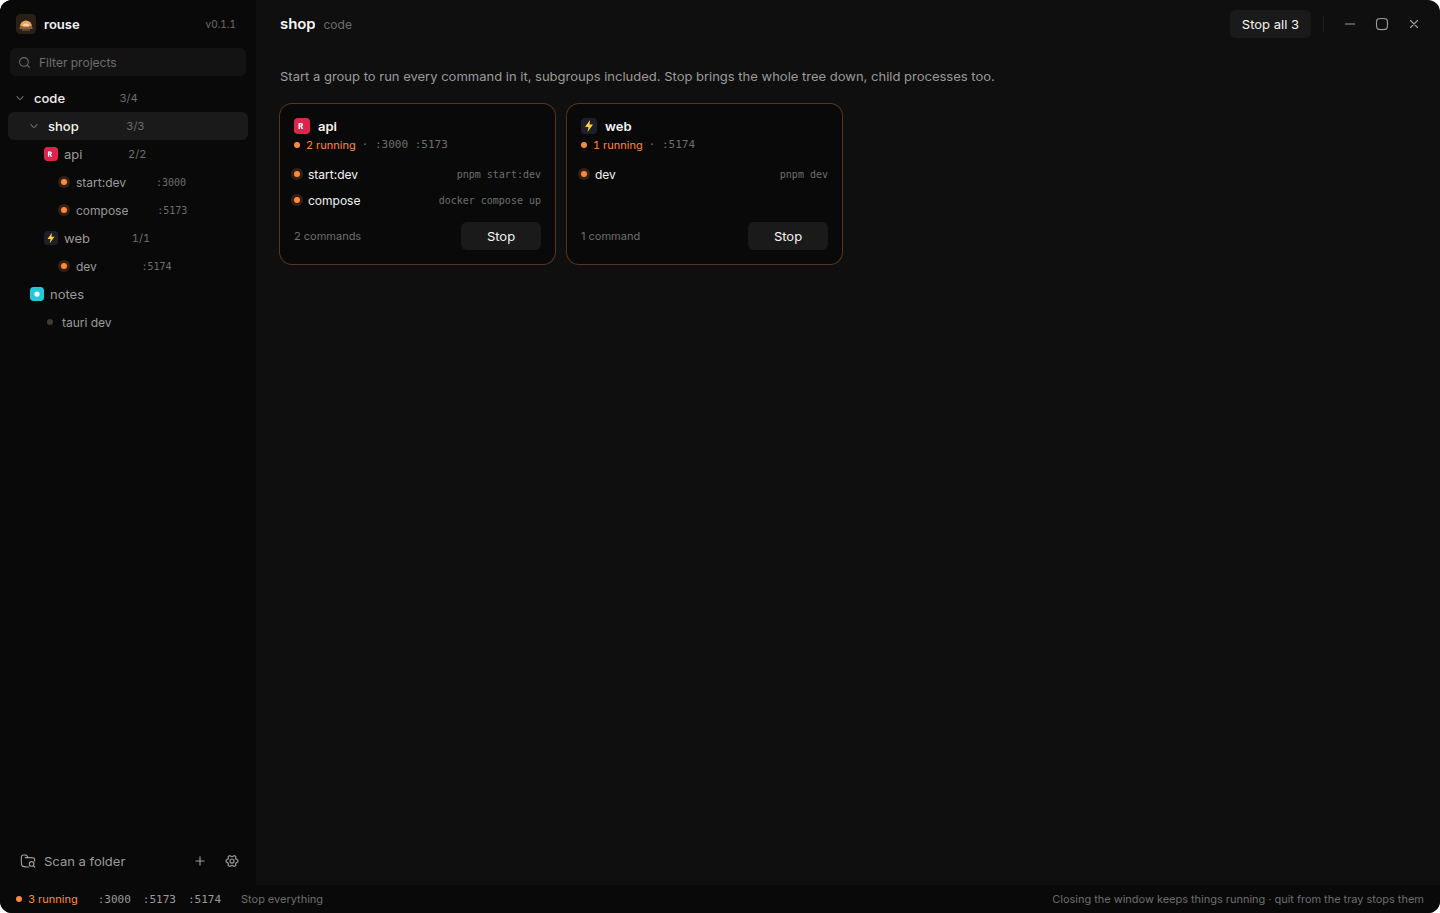 rouse v0.1.1
Filter projects
code 3/4
shop 3/3
R api 2/2
start:dev :3000
compose :5173
web 1/1
dev :5174
notes
tauri dev
Scan a folder
shop code
Stop all 3
Start a group to run every command in it, subgroups included. Stop brings the whole tree down, child processes too.
R api
2 running · :3000 :5173
start:dev pnpm start:dev
compose docker compose up
2 commands Stop
web
1 running · :5174
dev pnpm dev
1 command Stop
3 running :3000 :5173 :5174 Stop everything
Closing the window keeps things running · quit from the tray stops them